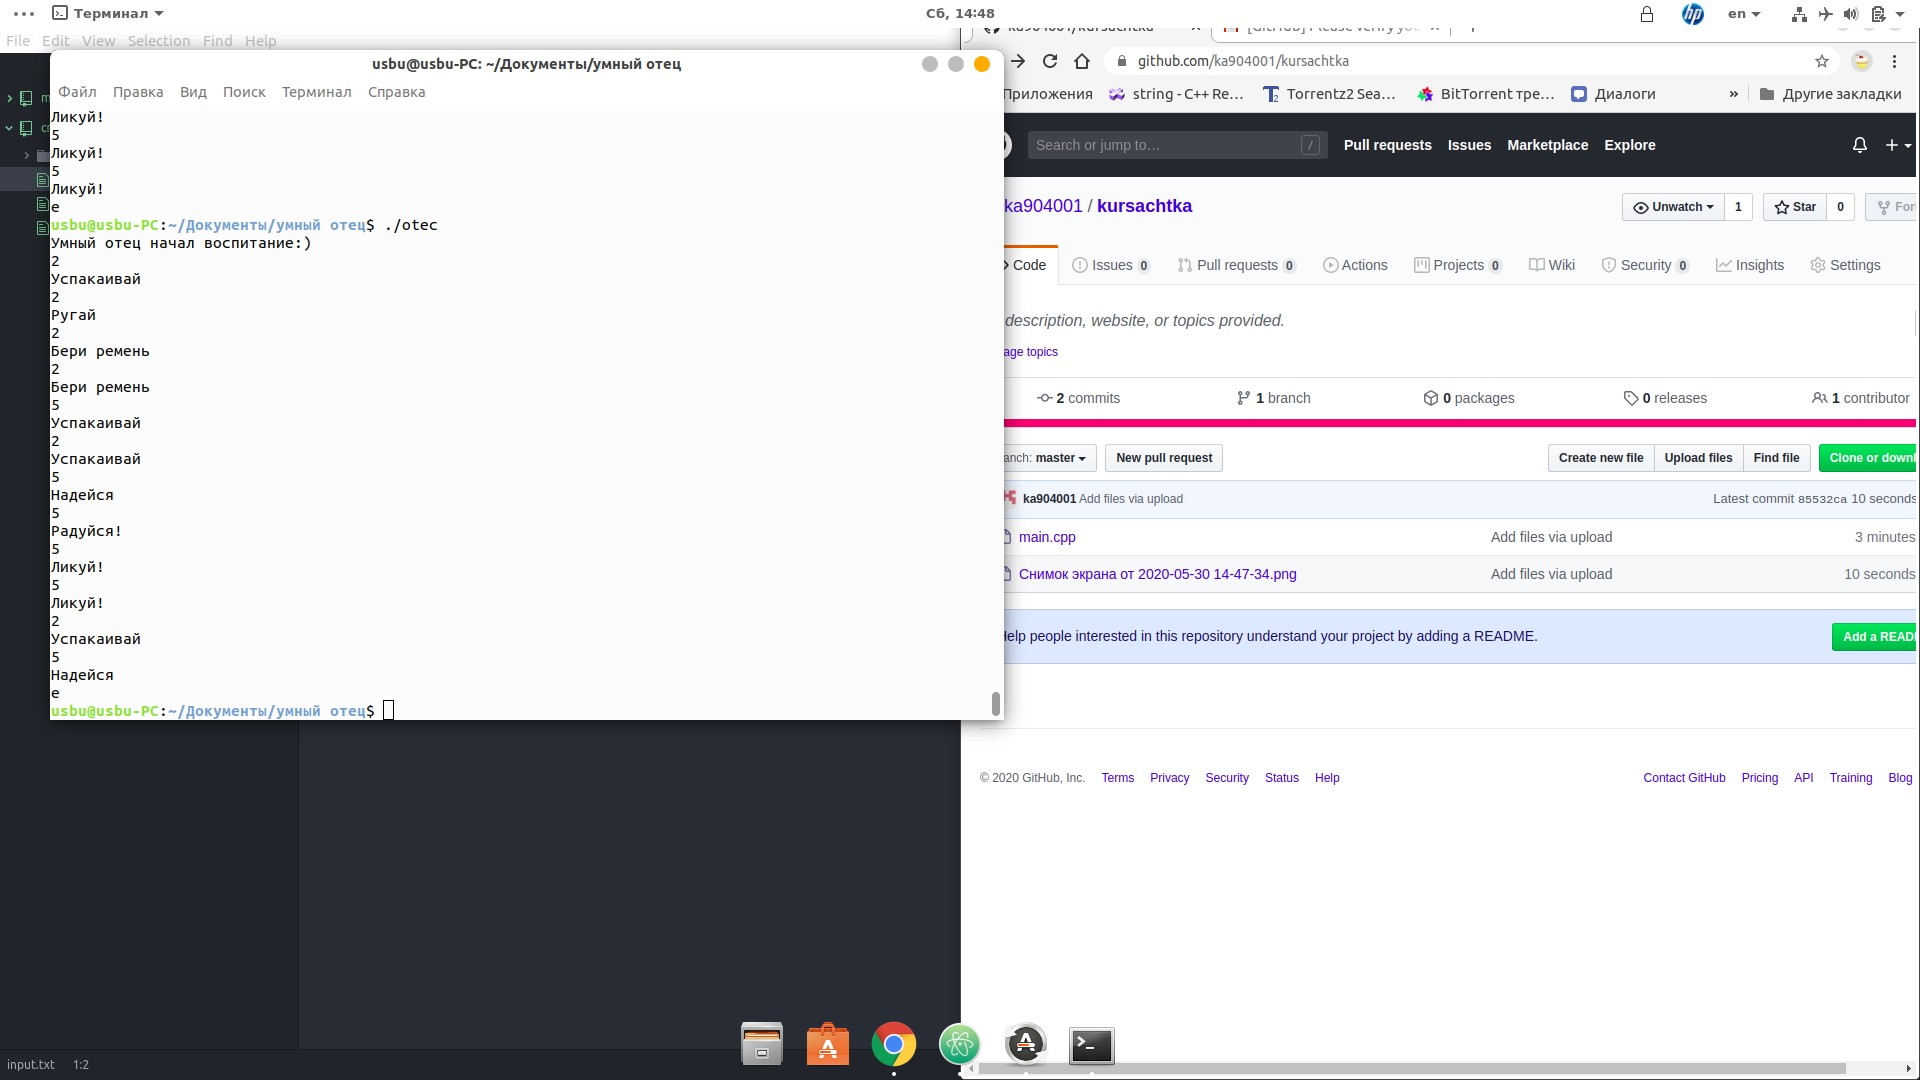 Терминал
Сб, 14:48
en
File Edit View Selection Find Help
usbu@usbu-PC: ~/Документы/умный отец
Файл Правка Вид Поиск Терминал Справка
Ликуй!
5
Ликуй!
5
Ликуй!
e
usbu@usbu-PC:~/Документы/умный отец$ ./otec
Умный отец начал воспитание:)
2
Успакаивай
2
Ругай
2
Бери ремень
2
Бери ремень
5
Успакаивай
2
Успакаивай
5
Надейся
5
Радуйся!
5
Ликуй!
5
Ликуй!
2
Успакаивай
5
Надейся
e
usbu@usbu-PC:~/Документы/умный отец$
input.txt 1:2
github.com/ka904001/kursachtka
Приложения string - C++ Re... Torrentz2 Sea... BitTorrent тре... Диалоги » Другие закладки
Search or jump to... / Pull requests Issues Marketplace Explore
ka904001 / kursachtka
Unwatch 1 Star 0
Code Issues 0 Pull requests 0 Actions Projects 0 Wiki Security 0 Insights Settings
description, website, or topics provided.
topics
2 commits 1 branch 0 packages 0 releases 1 contributor
master New pull request Create new file Upload files Find file Clone or
ka904001 Add files via upload Latest commit 85532ca 10 seconds
main.cpp Add files via upload 3 minutes
Снимок экрана от 2020-05-30 14-47-34.png Add files via upload 10 seconds
Help people interested in this repository understand your project by adding a README. Add a
© 2020 GitHub, Inc. Terms Privacy Security Status Help Contact GitHub Pricing API Training Blog